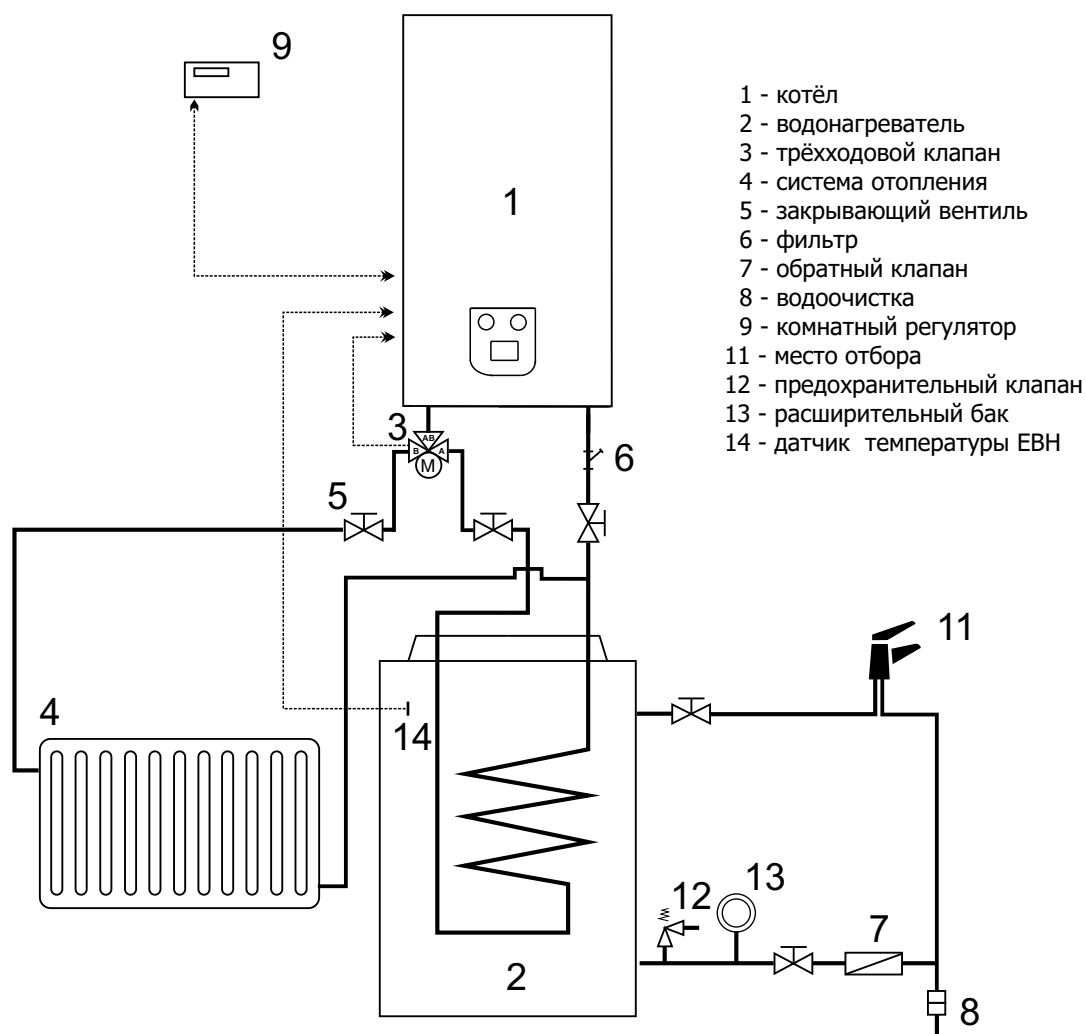 9
1 - котёл
2 - водонагреватель
3 - трёхходовой клапан
4 - система отопления
5 - закрывающий вентиль
6 - фильтр
7 - обратный клапан
8 - водоочистка
9 - комнатный регулятор
11 - место отбора
12 - предохранительный клапан
13 - расширительный бак
14 - датчик температуры ЕВН
1
3
AB
B
A
M
6
5
11
4
14
12
13
7
2
8